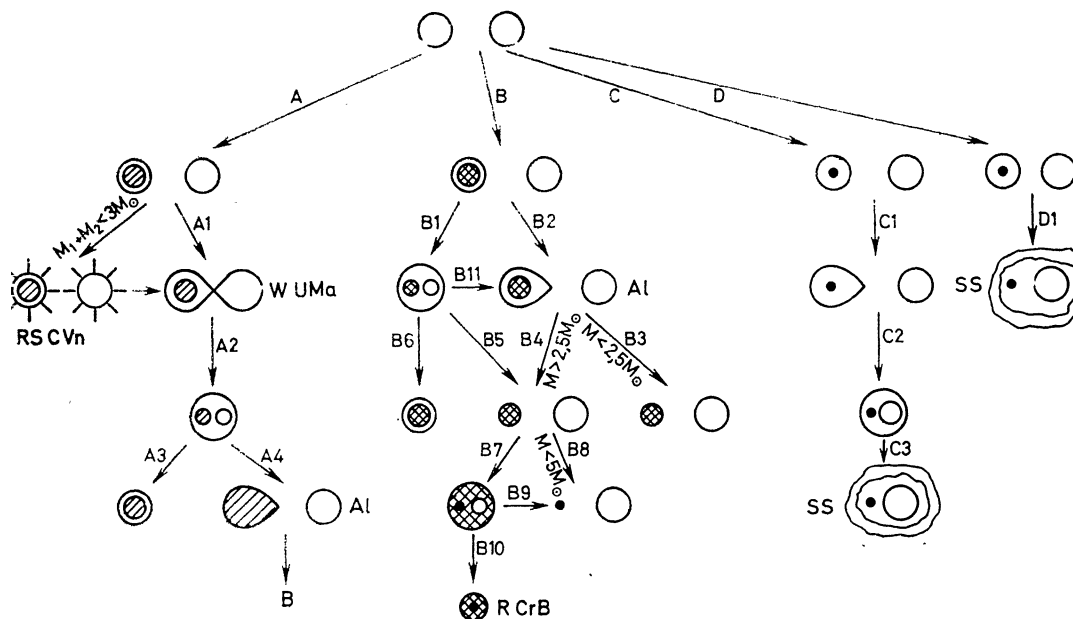 A
B
C
D
M₁+M₂<3M☉
A1
B1
B2
C1
D1
W UMa
B11
Al
SS
RS CVn
A2
B6
B5
B4
M>2,5M☉
B3
M<2,5M☉
C2
A3
A4
B7
M<5M☉
B8
C3
Al
B9
SS
B
B10
R CrB